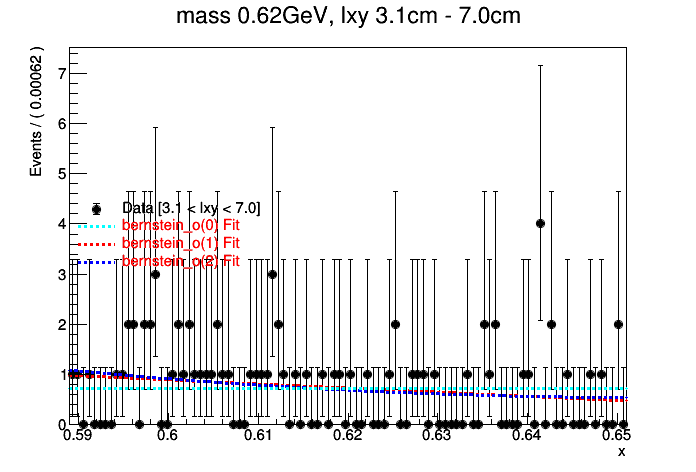 mass 0.62GeV, lxy 3.1cm - 7.0cm
Events / ( 0.00062 )
7
6
5
4
3
2
1
0
Data [3.1 < lxy < 7.0]
bernstein_o(0) Fit
bernstein_o(1) Fit
bernstein_o(2) Fit
0.59 0.6 0.61 0.62 0.63 0.64 0.65
x